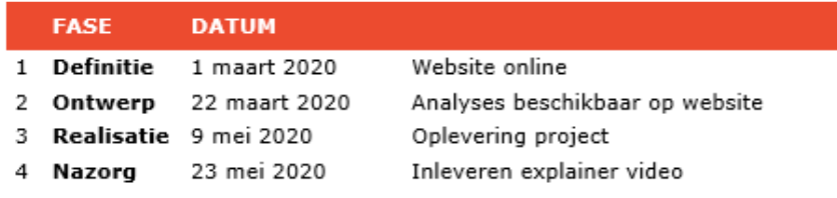 FASE DATUM
1 Definitie 1 maart 2020 Website online
2 Ontwerp 22 maart 2020 Analyses beschikbaar op website
3 Realisatie 9 mei 2020 Oplevering project
4 Nazorg 23 mei 2020 Inleveren explainer video